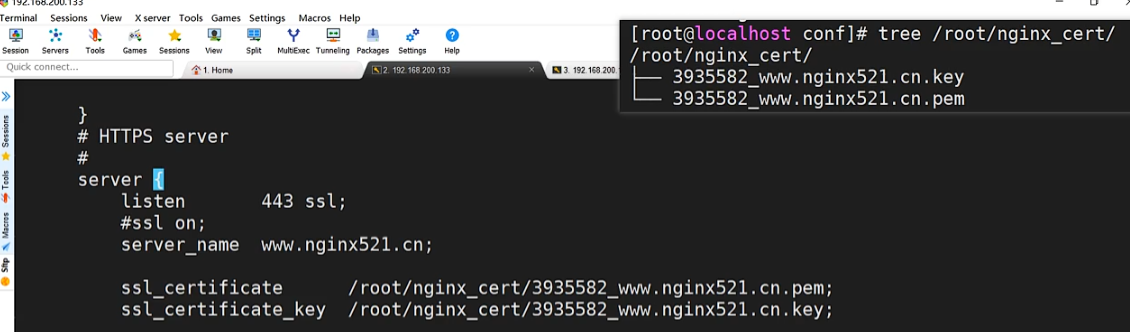 192.168.200.133
Terminal Sessions View X server Tools Games Settings Macros Help
Session Servers Tools Games Sessions View Split MultiExec Tunneling Packages Settings Help
Quick connect...
1. Home
2. 192.168.200.133
3. 192.168.200.
Sessions
Tools
Macros
Sftp
[root@localhost conf]# tree /root/nginx_cert/
/root/nginx_cert/
├── 3935582_www.nginx521.cn.key
└── 3935582_www.nginx521.cn.pem
}
# HTTPS server
#
server {
listen 443 ssl;
#ssl on;
server_name www.nginx521.cn;
ssl_certificate /root/nginx_cert/3935582_www.nginx521.cn.pem;
ssl_certificate_key /root/nginx_cert/3935582_www.nginx521.cn.key;